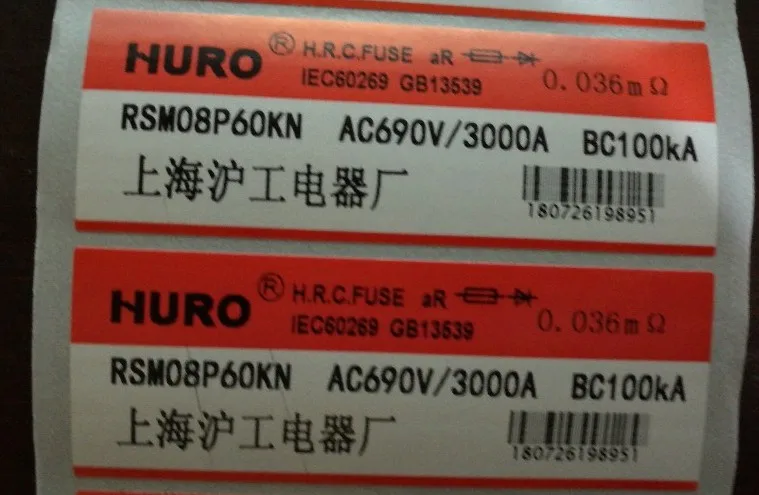 HURO® H.R.C.FUSE aR
IEC60269 GB13539 0.036mΩ
RSM08P60KN AC690V/3000A BC100kA
上海沪工电器厂
180726198951
HURO® H.R.C.FUSE aR
IEC60269 GB13539 0.036mΩ
RSM08P60KN AC690V/3000A BC100kA
上海沪工电器厂
180726198951